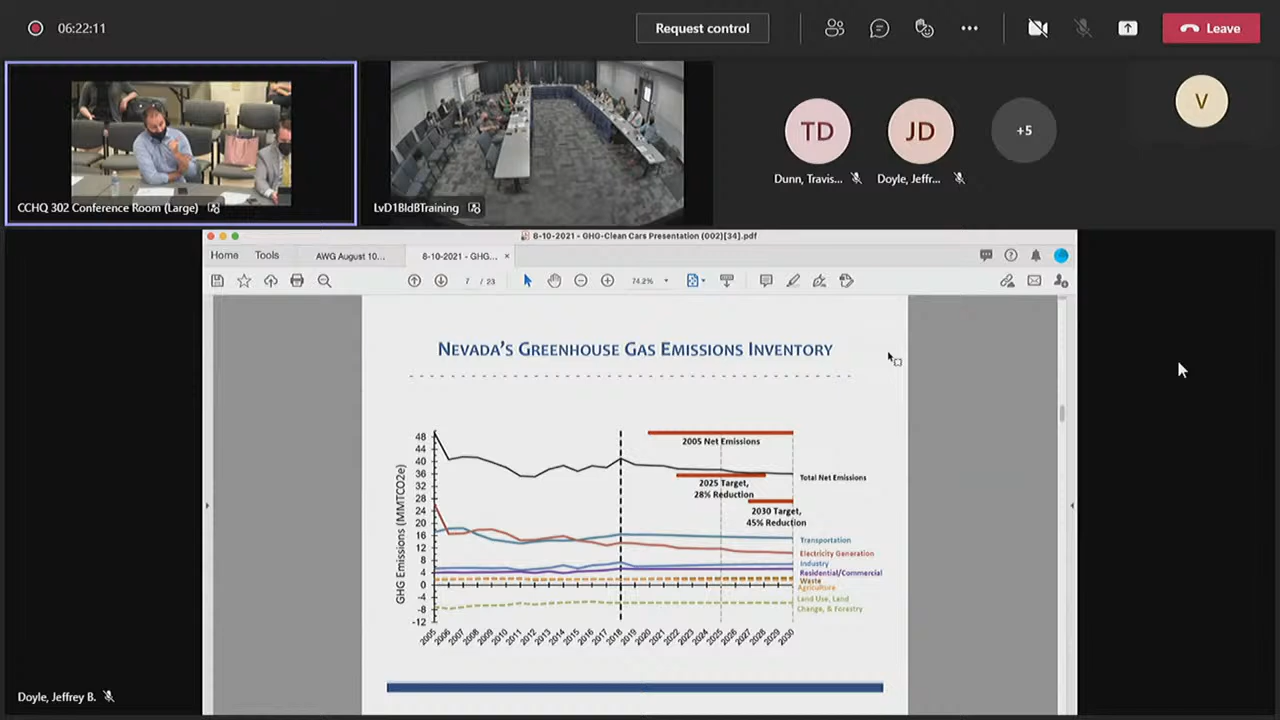 06:22:11
Request control
Leave
CCHQ 302 Conference Room (Large)
LvD1BldBTraining
TD
Dunn, Travis...
JD
Doyle, Jeffr...
+5
V
8-10-2021 - GHG-Clean Cars Presentation (002)[34].pdf
Home
Tools
AWG August 10...
8-10-2021 - GHG... ×
7 / 23
74.2%
NEVADA'S GREENHOUSE GAS EMISSIONS INVENTORY
GHG Emissions (MMTCO2e)
48
44
40
36
32
28
24
20
16
12
8
4
0
-4
-8
-12
2005 Net Emissions
Total Net Emissions
2025 Target,
28% Reduction
2030 Target,
45% Reduction
Transportation
Electricity Generation
Industry
Residential/Commercial
Waste
Agriculture
Land Use, Land
Change, & Forestry
2005 2006 2007 2008 2009 2010 2011 2012 2013 2014 2015 2016 2017 2018 2019 2020 2021 2022 2023 2024 2025 2026 2027 2028 2029 2030
Doyle, Jeffrey B.